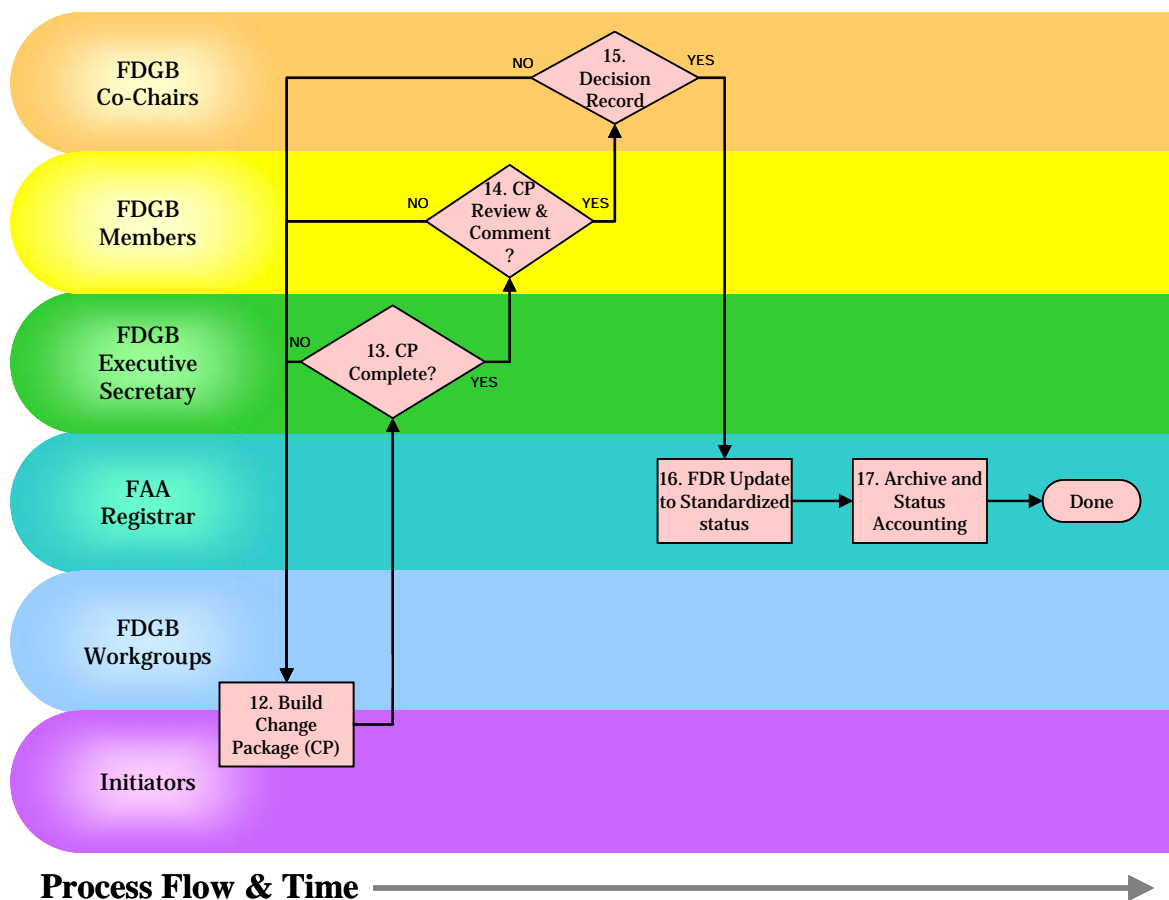 FDGB
Co-Chairs
NO
15.
Decision
Record
YES
FDGB
Members
NO
14. CP
Review &
Comment
?
YES
FDGB
Executive
Secretary
NO
13. CP
Complete?
YES
FAA
Registrar
16. FDR Update
to Standardized
status
17. Archive and
Status
Accounting
Done
FDGB
Workgroups
12. Build
Change
Package (CP)
Initiators
Process Flow & Time